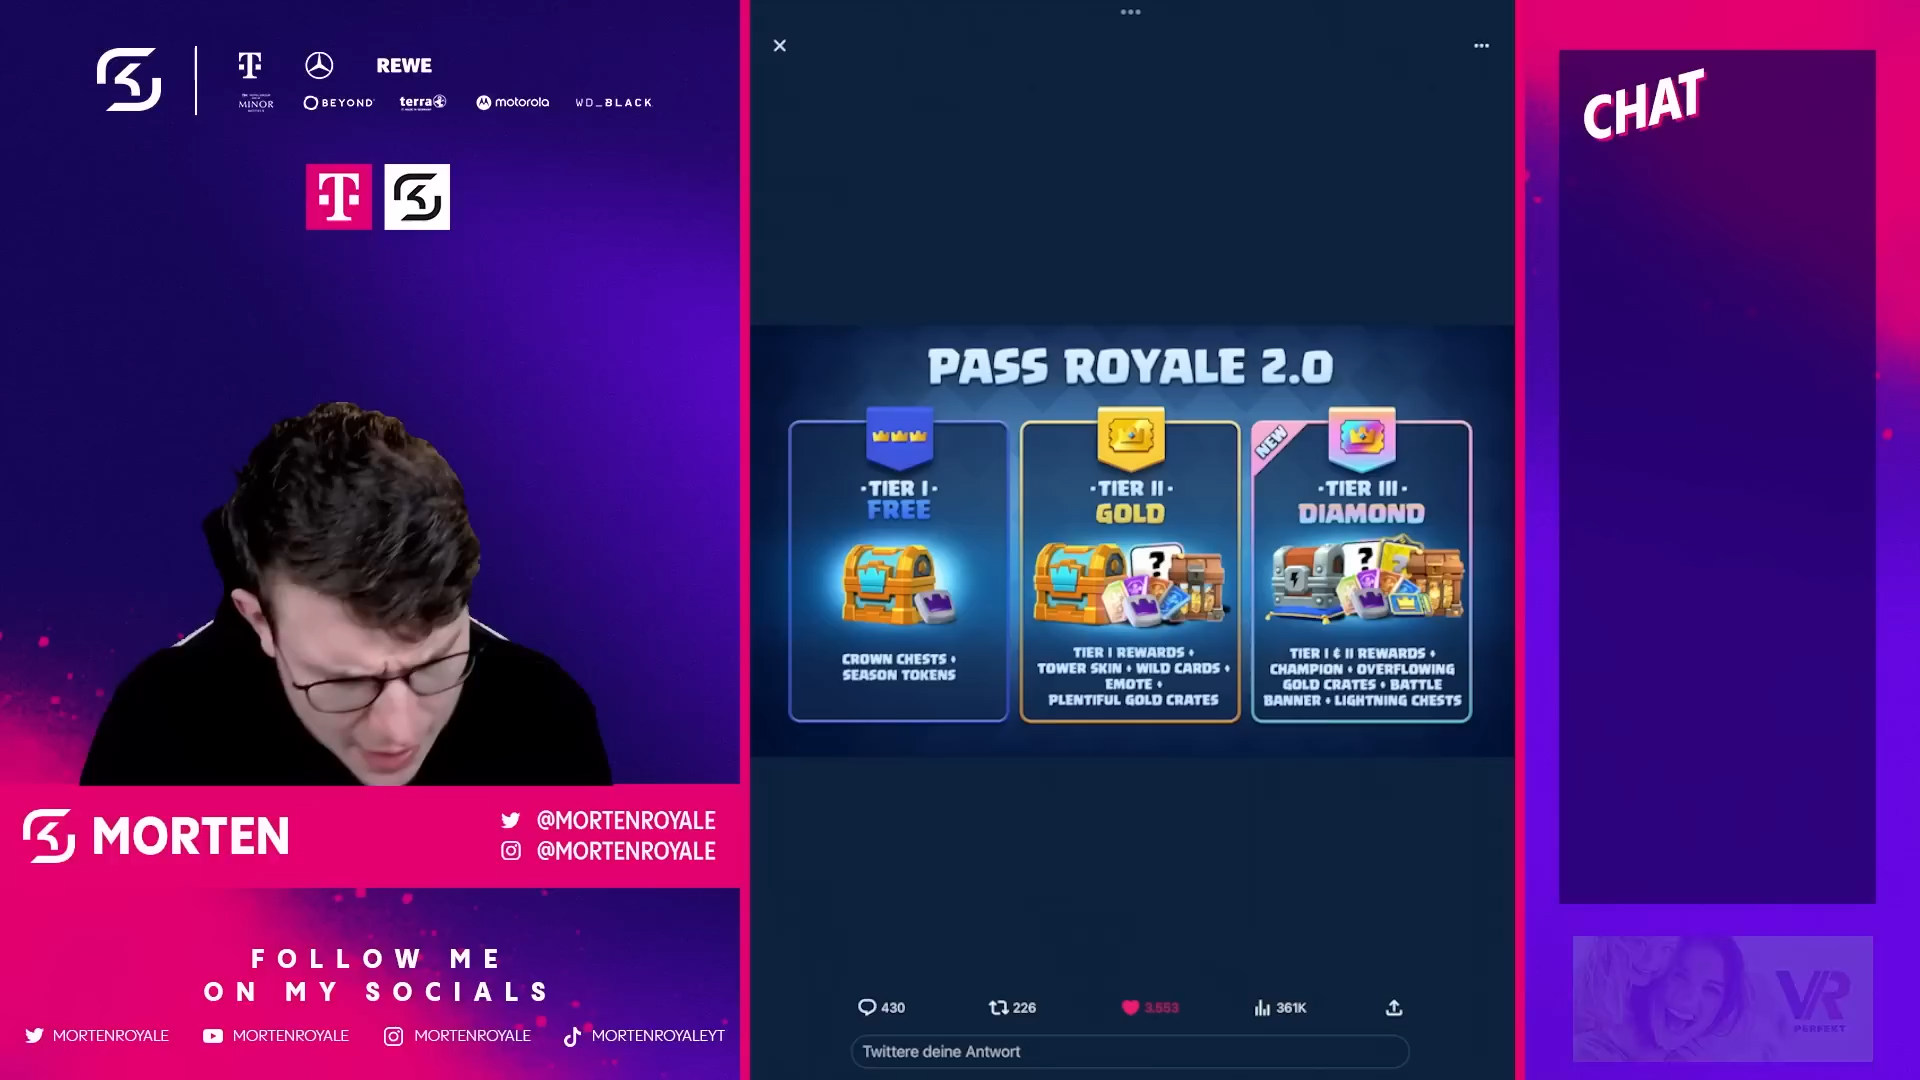 REWE
MINOR
BEYOND
terra
motorola
WD_BLACK
T
T
MORTEN
@MORTENROYALE
@MORTENROYALE
FOLLOW ME
ON MY SOCIALS
MORTENROYALE
MORTENROYALE
MORTENROYALE
MORTENROYALEYT
PASS ROYALE 2.0
·TIER I·
FREE
CROWN CHESTS +
SEASON TOKENS
·TIER II·
GOLD
?
TIER I REWARDS +
TOWER SKIN + WILD CARDS +
EMOTE +
PLENTIFUL GOLD CRATES
NEW
·TIER III·
DIAMOND
?
?
TIER I & II REWARDS +
CHAMPION + OVERFLOWING
GOLD CRATES + BATTLE
BANNER + LIGHTNING CHESTS
430
226
3.553
361K
Twittere deine Antwort
CHAT
VR
PERFEKT